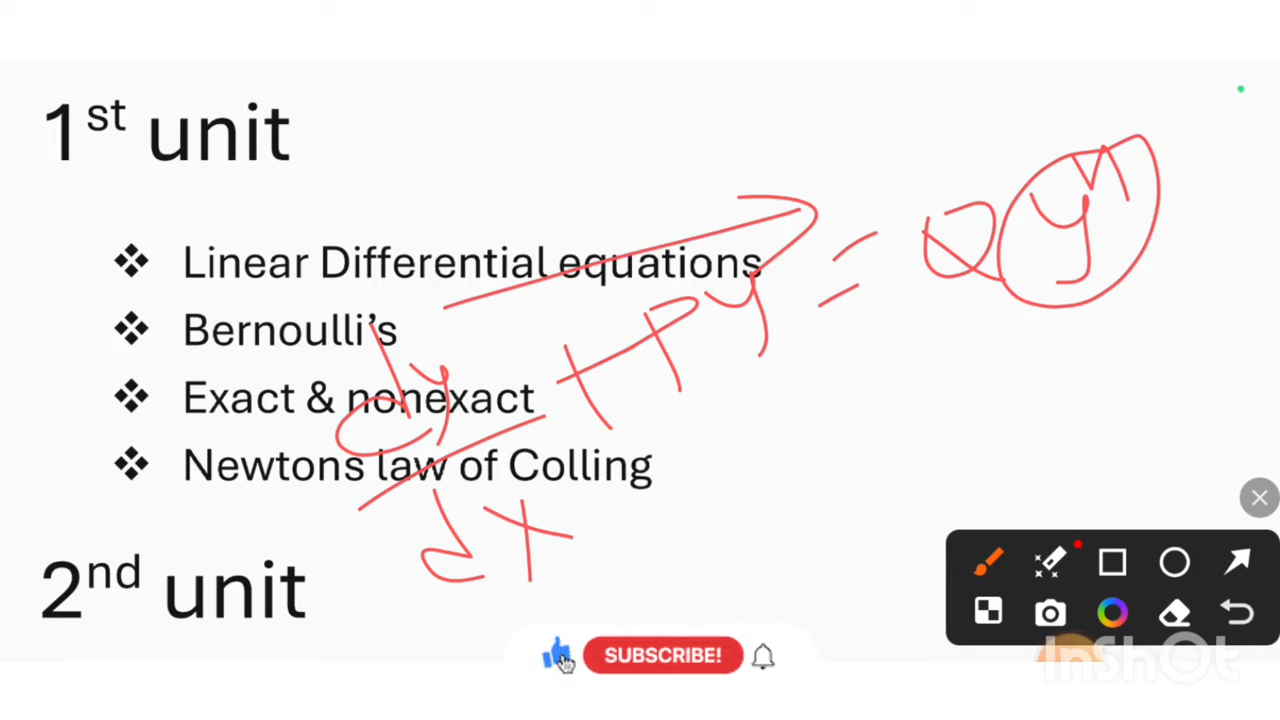 1st unit
❖ Linear Differential equations
❖ Bernoulli's
❖ Exact & nonexact
❖ Newtons law of Colling
dy/dx + Py = Qy^n
2nd unit
SUBSCRIBE!
InShOt